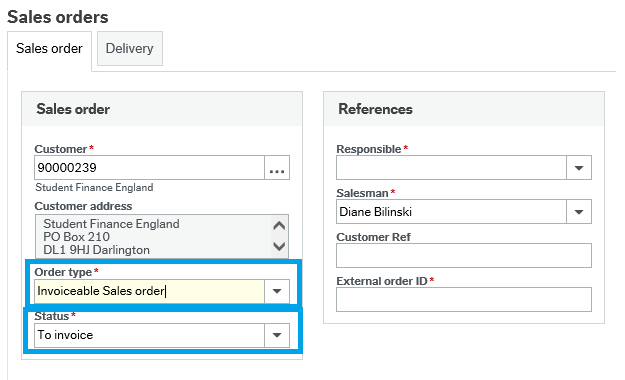 Sales orders
Sales order
Delivery
Sales order
Customer *
90000239
...
Student Finance England
Customer address
Student Finance England
PO Box 210
DL1 9HJ Darlington
Order type *
Invoiceable Sales order
Status *
To invoice
References
Responsible *
Salesman *
Diane Bilinski
Customer Ref
External order ID *